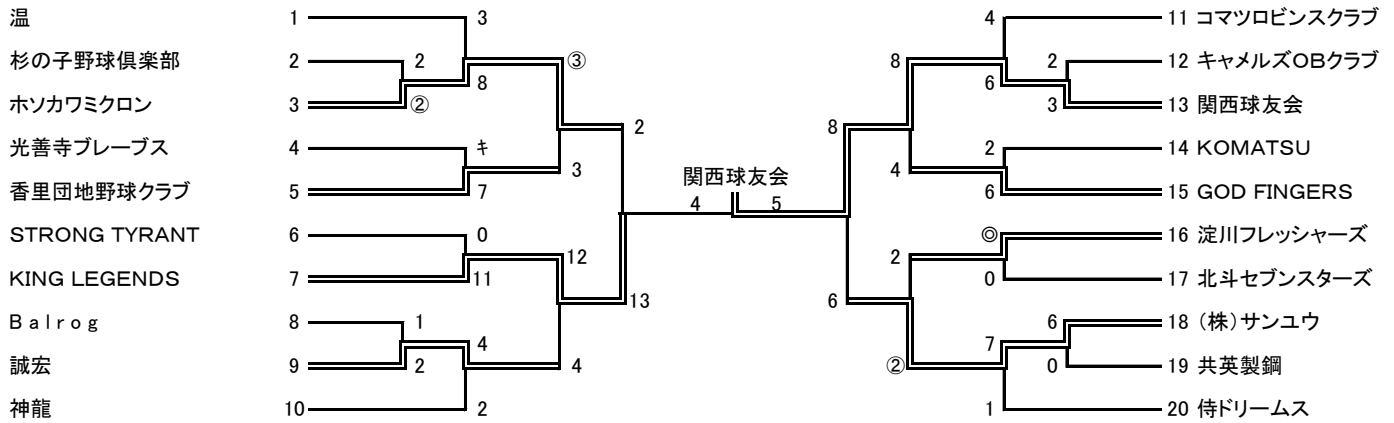 温 1 3 4 11 コマツロビンスクラブ
杉の子野球倶楽部 2 2 ③ 8 2 12 キャメルズOBクラブ
8 6
ホソカワミクロン 3 ② 3 13 関西球友会
2 8
光善寺ブレーブス 4 キ 2 14 KOMATSU
3 関西球友会 4
香里団地野球クラブ 5 7 6 15 GOD FINGERS
4 5
STRONG TYRANT 6 0 ◎ 16 淀川フレッシャーズ
12 2
KING LEGENDS 7 11 0 17 北斗セブンスターズ
13 6
Balrog 8 1 6 18 (株)サンユウ
4 7
誠宏 9 2 4 ② 0 19 共英製鋼
神龍 10 2 1 20 侍ドリームス